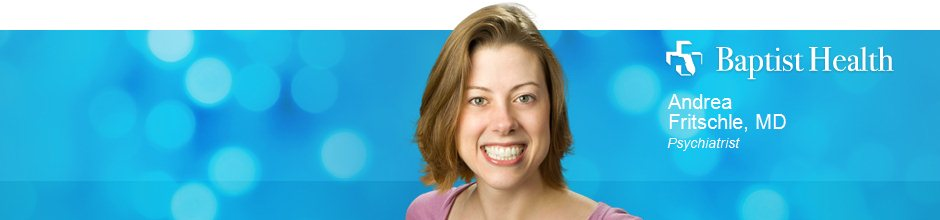 Baptist Health
Andrea
Fritschle, MD
Psychiatrist